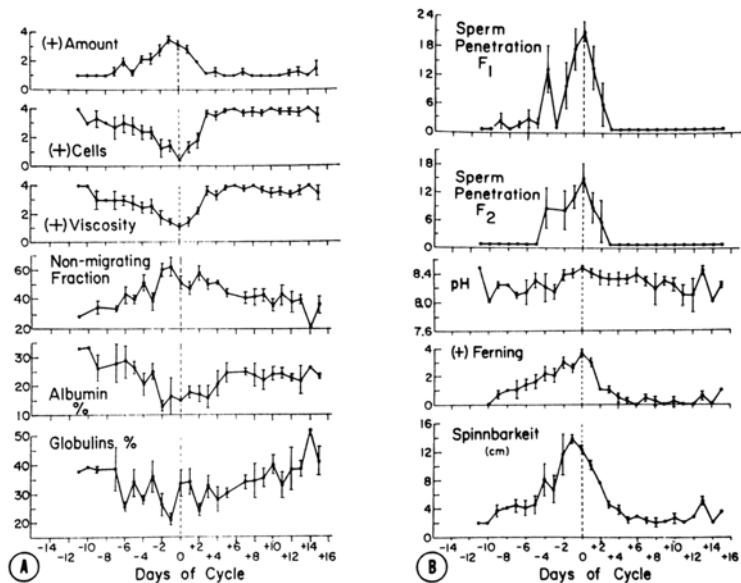 4
(+) Amount
2
0
4
2
(+) Cells
0
4
2
(+) Viscosity
0
Non-migrating
Fraction
60
40
20
30
20
Albumin
%
10
Globulins, %
50
40
30
20
-14 -10 -6 -2 +2 +6 +10 +14
-12 -8 -4 0 +4 +8 +12 +16
A
Days of Cycle
24
Sperm
Penetration
F1
18
12
6
0
18
Sperm
Penetration
F2
12
6
0
8.4
pH
8.0
7.6
4
(+) Ferning
2
0
16
Spinnbarkeit
(cm)
12
8
4
0
-14 -10 -6 -2 +2 +6 +10 +14
-12 -8 -4 0 +4 +8 +12 +16
B
Days of Cycle